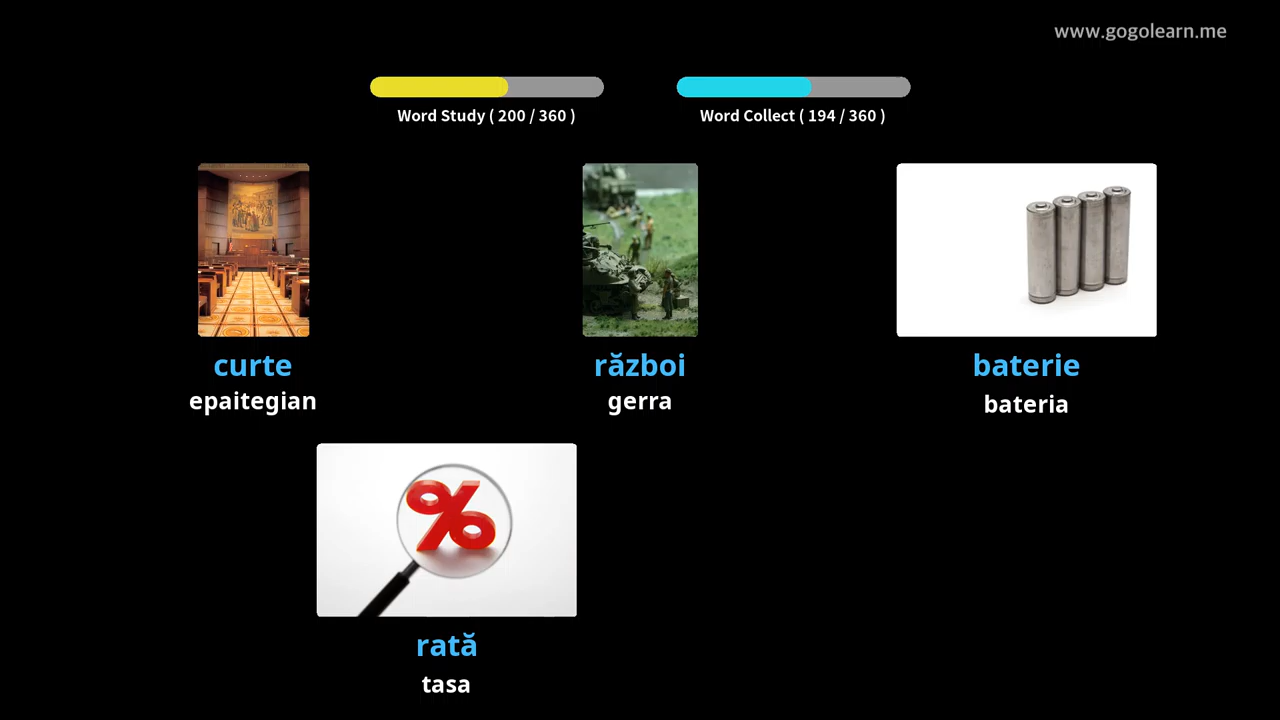 www.gogolearn.me
Word Study ( 200 / 360 )
Word Collect ( 194 / 360 )
curte
epaitegian
război
gerra
baterie
bateria
%
rată
tasa